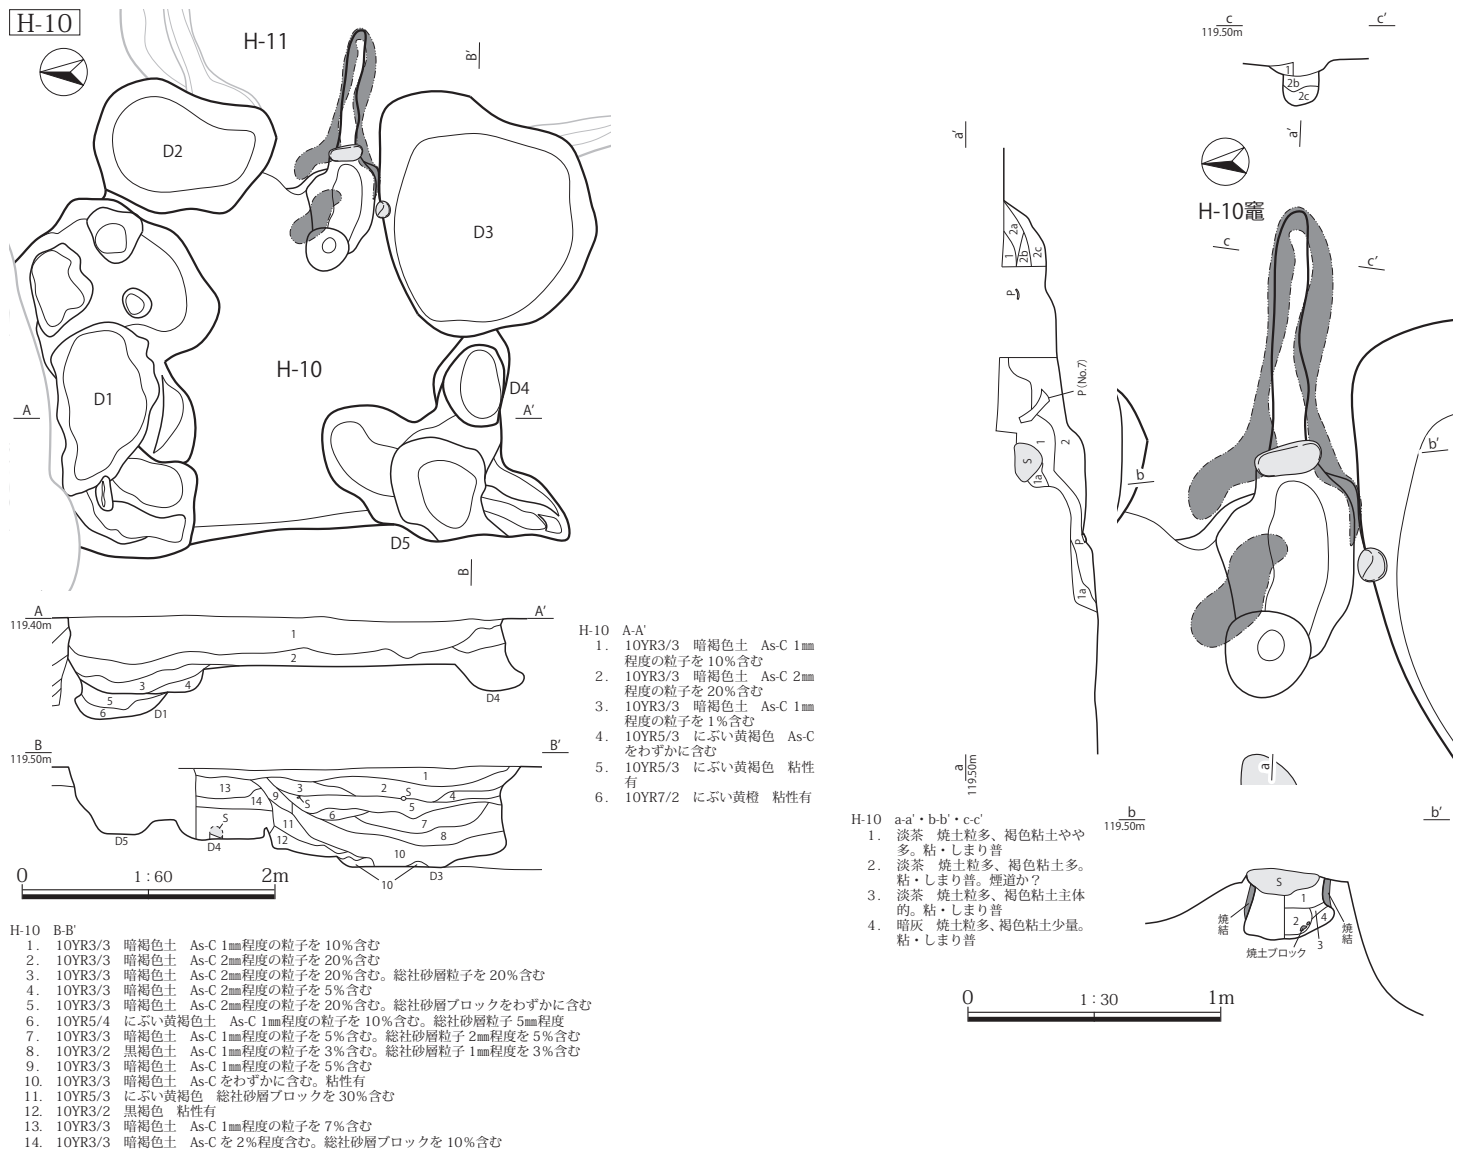 H-10
H-11
B'
D2
D3
H-10
D1
D4
A
A'
D5
B
A
119.40m
A'
1
2
3
4
5
6
D1
D4
B
119.50m
B'
1
13
14
9
3
S
2
S
4
5
6
7
11
12
8
10
S
D5
D4
10
D3
0
1:60
2m
H-10 A-A'
1. 10YR3/3 暗褐色土 As-C 1㎜
程度の粒子を 10%含む
2. 10YR3/3 暗褐色土 As-C 2㎜
程度の粒子を 20%含む
3. 10YR3/3 暗褐色土 As-C 1㎜
程度の粒子を 1%含む
4. 10YR5/3 にぶい黄褐色 As-C
をわずかに含む
5. 10YR5/3 にぶい黄褐色 粘性
有
6. 10YR7/2 にぶい黄橙 粘性有
H-10 B-B'
1. 10YR3/3 暗褐色土 As-C 1㎜程度の粒子を 10%含む
2. 10YR3/3 暗褐色土 As-C 2㎜程度の粒子を 20%含む
3. 10YR3/3 暗褐色土 As-C 2㎜程度の粒子を 20%含む。総社砂層粒子を 20%含む
4. 10YR3/3 暗褐色土 As-C 2㎜程度の粒子を 5%含む
5. 10YR3/3 暗褐色土 As-C 2㎜程度の粒子を 20%含む。総社砂層ブロックをわずかに含む
6. 10YR5/4 にぶい黄褐色土 As-C 1㎜程度の粒子を 10%含む。総社砂層粒子 5㎜程度
7. 10YR3/3 暗褐色土 As-C 1㎜程度の粒子を 5%含む。総社砂層粒子 2㎜程度を 5%含む
8. 10YR3/2 黒褐色土 As-C 1㎜程度の粒子を 3%含む。総社砂層粒子 1㎜程度を 3%含む
9. 10YR3/3 暗褐色土 As-C 1㎜程度の粒子を 5%含む
10. 10YR3/3 暗褐色土 As-C をわずかに含む。粘性有
11. 10YR5/3 にぶい黄褐色 総社砂層ブロックを 30%含む
12. 10YR3/2 黒褐色 粘性有
13. 10YR3/3 暗褐色土 As-C 1㎜程度の粒子を 7%含む
14. 10YR3/3 暗褐色土 As-C を 2%程度含む。総社砂層ブロックを 10%含む
c
119.50m
c'
1
2b
2c
a'
a'
H-10竈
c
c'
2a
1
2b
2c
P
P(No.7)
1
2
S
1a
P
1a
b
b'
a
119.50m
a
H-10 a-a'・b-b'・c-c'
1. 淡茶 焼土粒多、褐色粘土やや
多。粘・しまり普
2. 淡茶 焼土粒多、褐色粘土多。
粘・しまり普。煙道か？
3. 淡茶 焼土粒多、褐色粘土主体
的。粘・しまり普
4. 暗灰 焼土粒多、褐色粘土少量。
粘・しまり普
b
119.50m
b'
S
1
2
4
3
焼結
焼結
焼土ブロック
0
1:30
1m